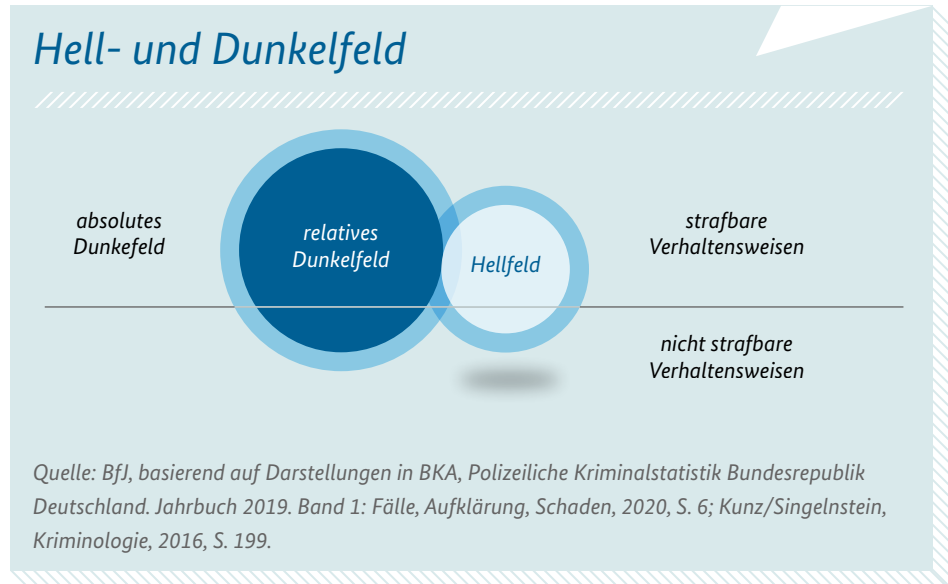 Hell- und Dunkelfeld
absolutes
Dunkefeld
relatives
Dunkelfeld
Hellfeld
strafbare
Verhaltensweisen
nicht strafbare
Verhaltensweisen
Quelle: BfJ, basierend auf Darstellungen in BKA, Polizeiliche Kriminalstatistik Bundesrepublik
Deutschland. Jahrbuch 2019. Band 1: Fälle, Aufklärung, Schaden, 2020, S. 6; Kunz/Singelnstein,
Kriminologie, 2016, S. 199.